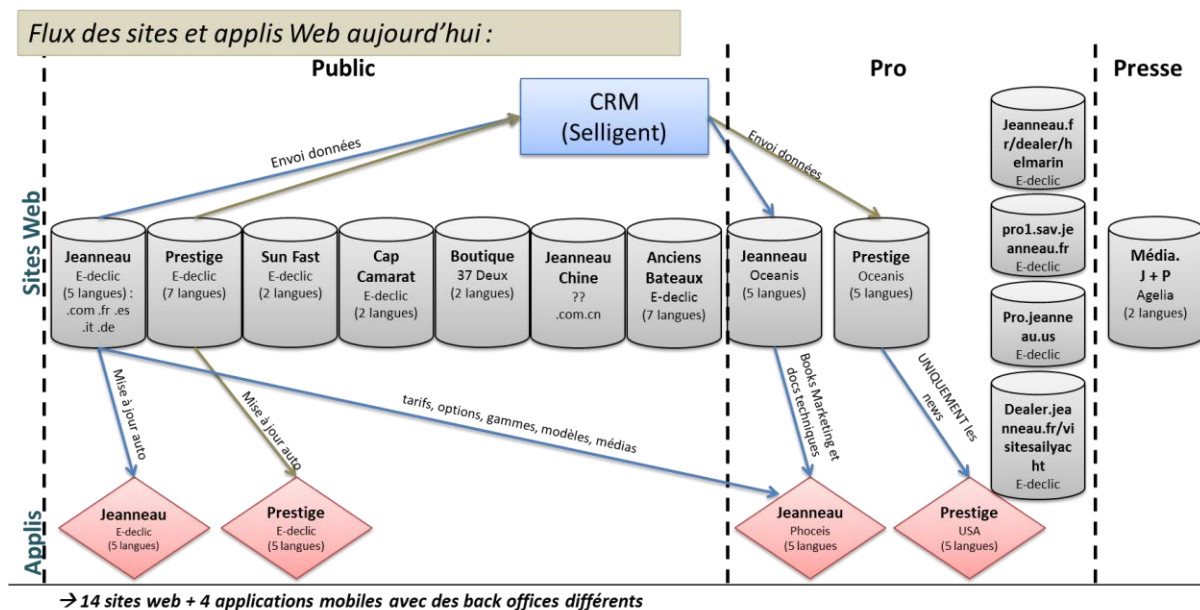 Flux des sites et applis Web aujourd’hui :
Public
Pro
Presse
CRM
(Selligent)
Envoi données
Envoi données
Jeanneau.f
r/dealer/h
elmarin
E-declic
pro1.sav.je
anneau.fr
E-declic
Pro.jeanne
au.us
E-declic
Dealer.jea
nneau.fr/vi
sitesailyac
ht
E-declic
Sites Web
Jeanneau
E-declic
(5 langues) :
.com .fr .es
.it .de
Prestige
E-declic
(7 langues)
Sun Fast
E-declic
(2 langues)
Cap
Camarat
E-declic
(2 langues)
Boutique
37 Deux
(2 langues)
Jeanneau
Chine
??
.com.cn
Anciens
Bateaux
E-declic
(7 langues)
Jeanneau
Oceanis
(5 langues)
Prestige
Oceanis
(5 langues)
Média.
J + P
Agelia
(2 langues)
Mise à jour auto
Mise à jour auto
tarifs, options, gammes, modèles, médias
Books Marketing et
docs techniques
UNIQUEMENT les
news
Applis
Jeanneau
E-declic
(5 langues)
Prestige
E-declic
(5 langues)
Jeanneau
Phoceis
(5 langues
Prestige
USA
(5 langues)
→ 14 sites web + 4 applications mobiles avec des back offices différents